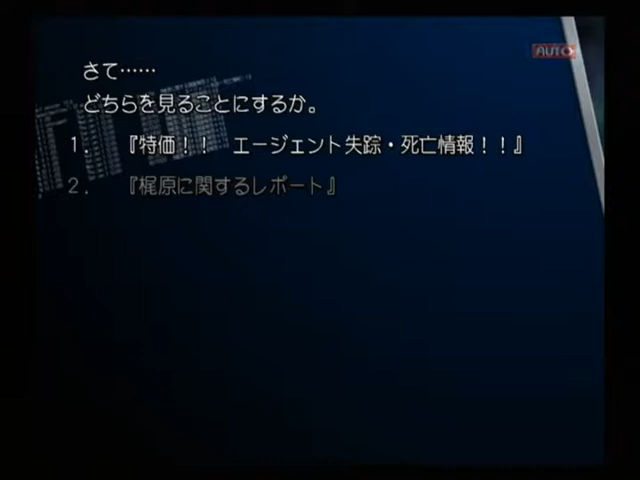 AUTO
さて……
どちらを見ることにするか。
１．　『特価！！　エージェント失踪・死亡情報！！』
２．　『梶原に関するレポート』